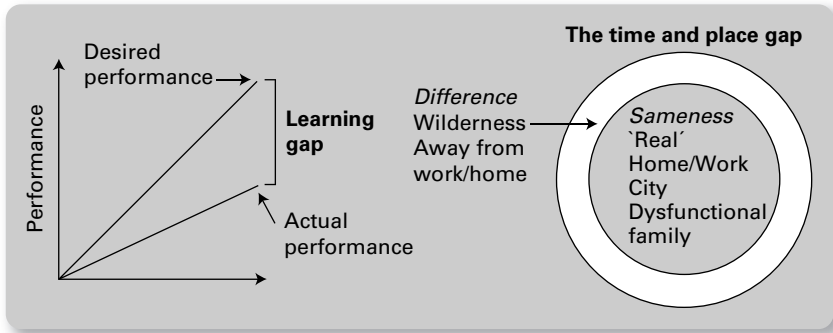 Desired
performance
Performance
Learning
gap
Actual
performance
The time and place gap
Difference
Wilderness
Away from
work/home
Sameness
`Real´
Home/Work
City
Dysfunctional
family